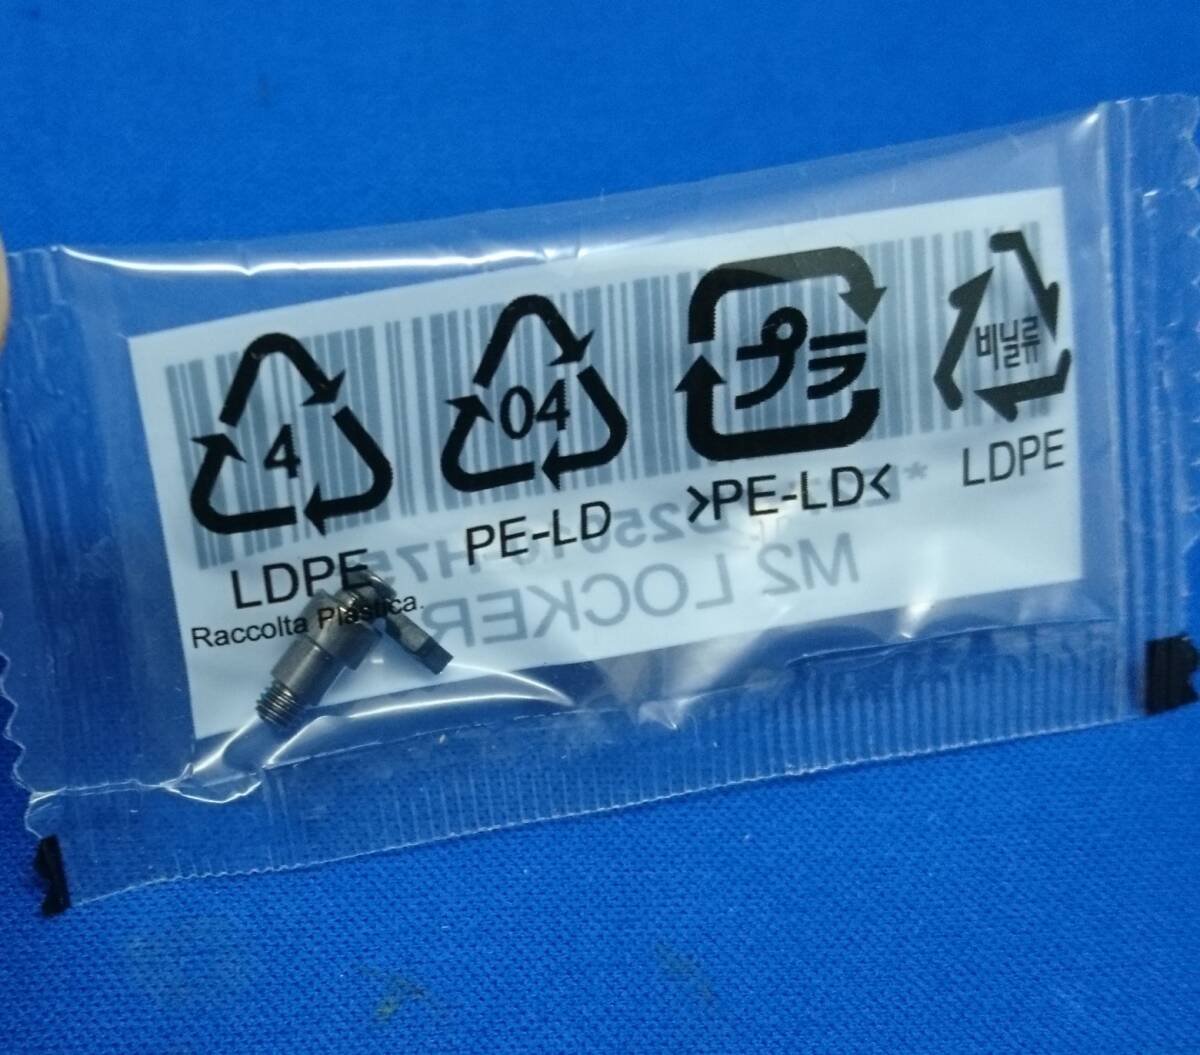 4
04
プラ
비닐류
LDPE
PE-LD
>PE-LD<
LDPE
Raccolta Plastica.
M2 LOCKER